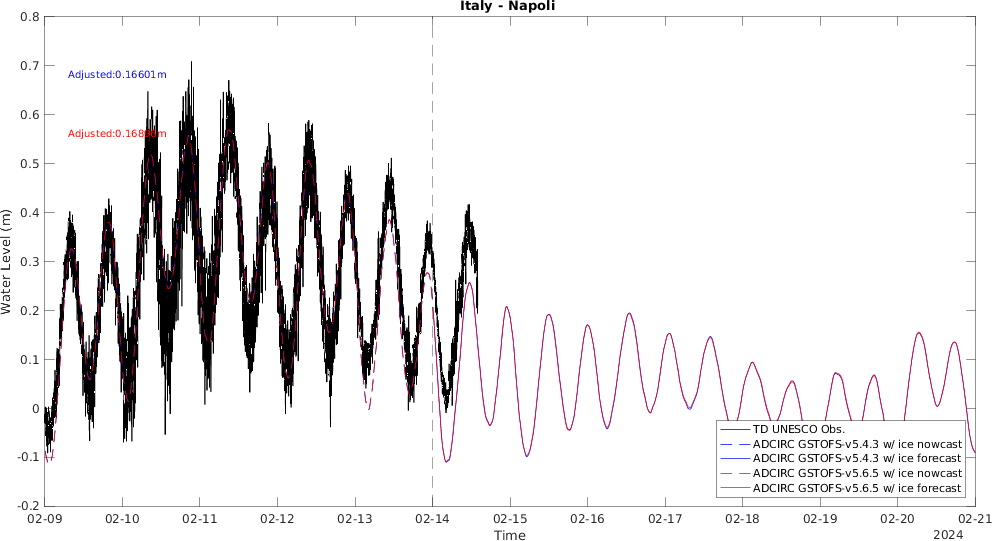 Italy - Napoli
0.8
0.7
0.6
0.5
0.4
0.3
0.2
0.1
0
-0.1
-0.2
Water Level (m)
Adjusted:0.16601m
TD UNESCO Obs.
ADCIRC GSTOFS-v5.4.3 w/ ice nowcast
ADCIRC GSTOFS-v5.4.3 w/ ice forecast
ADCIRC GSTOFS-v5.6.5 w/ ice nowcast
ADCIRC GSTOFS-v5.6.5 w/ ice forecast
02-09 02-10 02-11 02-12 02-13 02-14 02-15 02-16 02-17 02-18 02-19 02-20 02-21
Time
2024